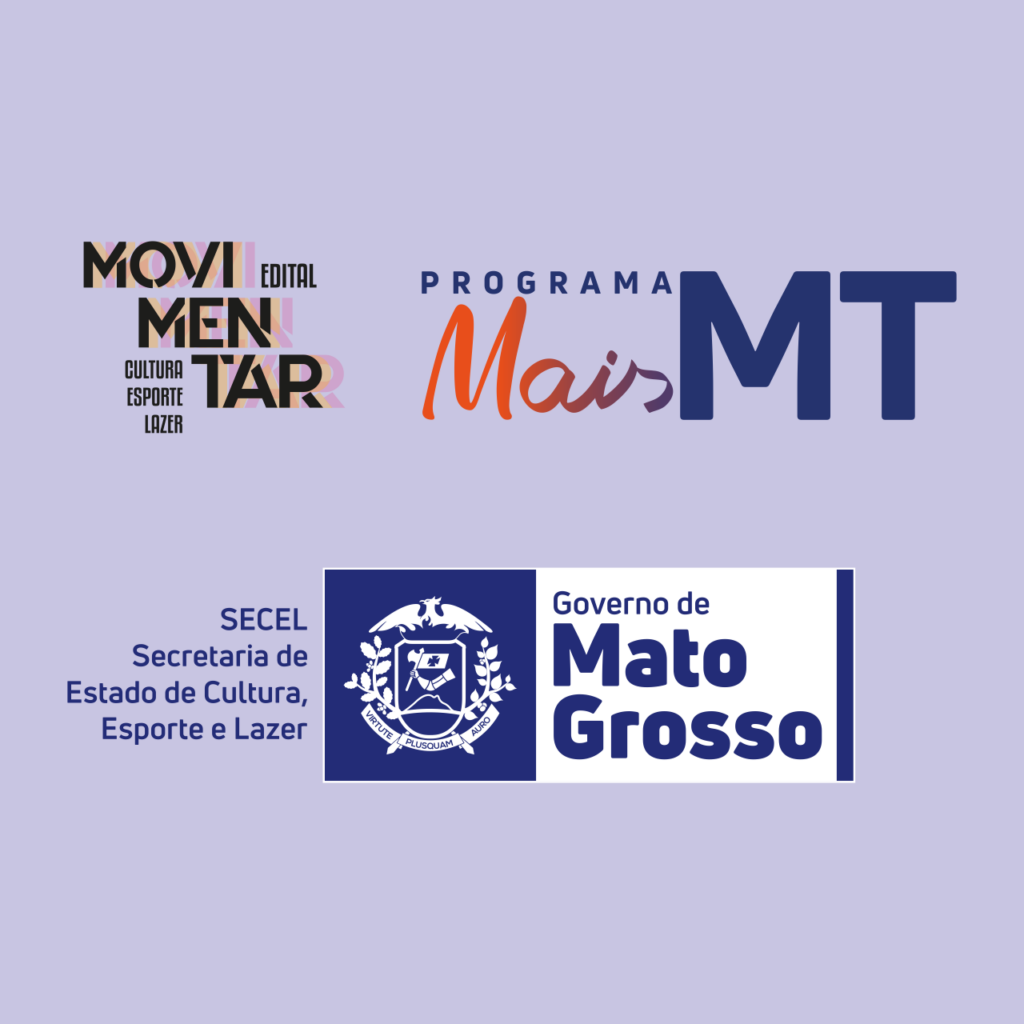 MOVI
EDITAL
MEN
TAR
CULTURA
ESPORTE
LAZER
PROGRAMA
Mais
MT
SECEL
Secretaria de
Estado de Cultura,
Esporte e Lazer
VIRTUTE PLUSQUAM AURO
Governo de
Mato
Grosso